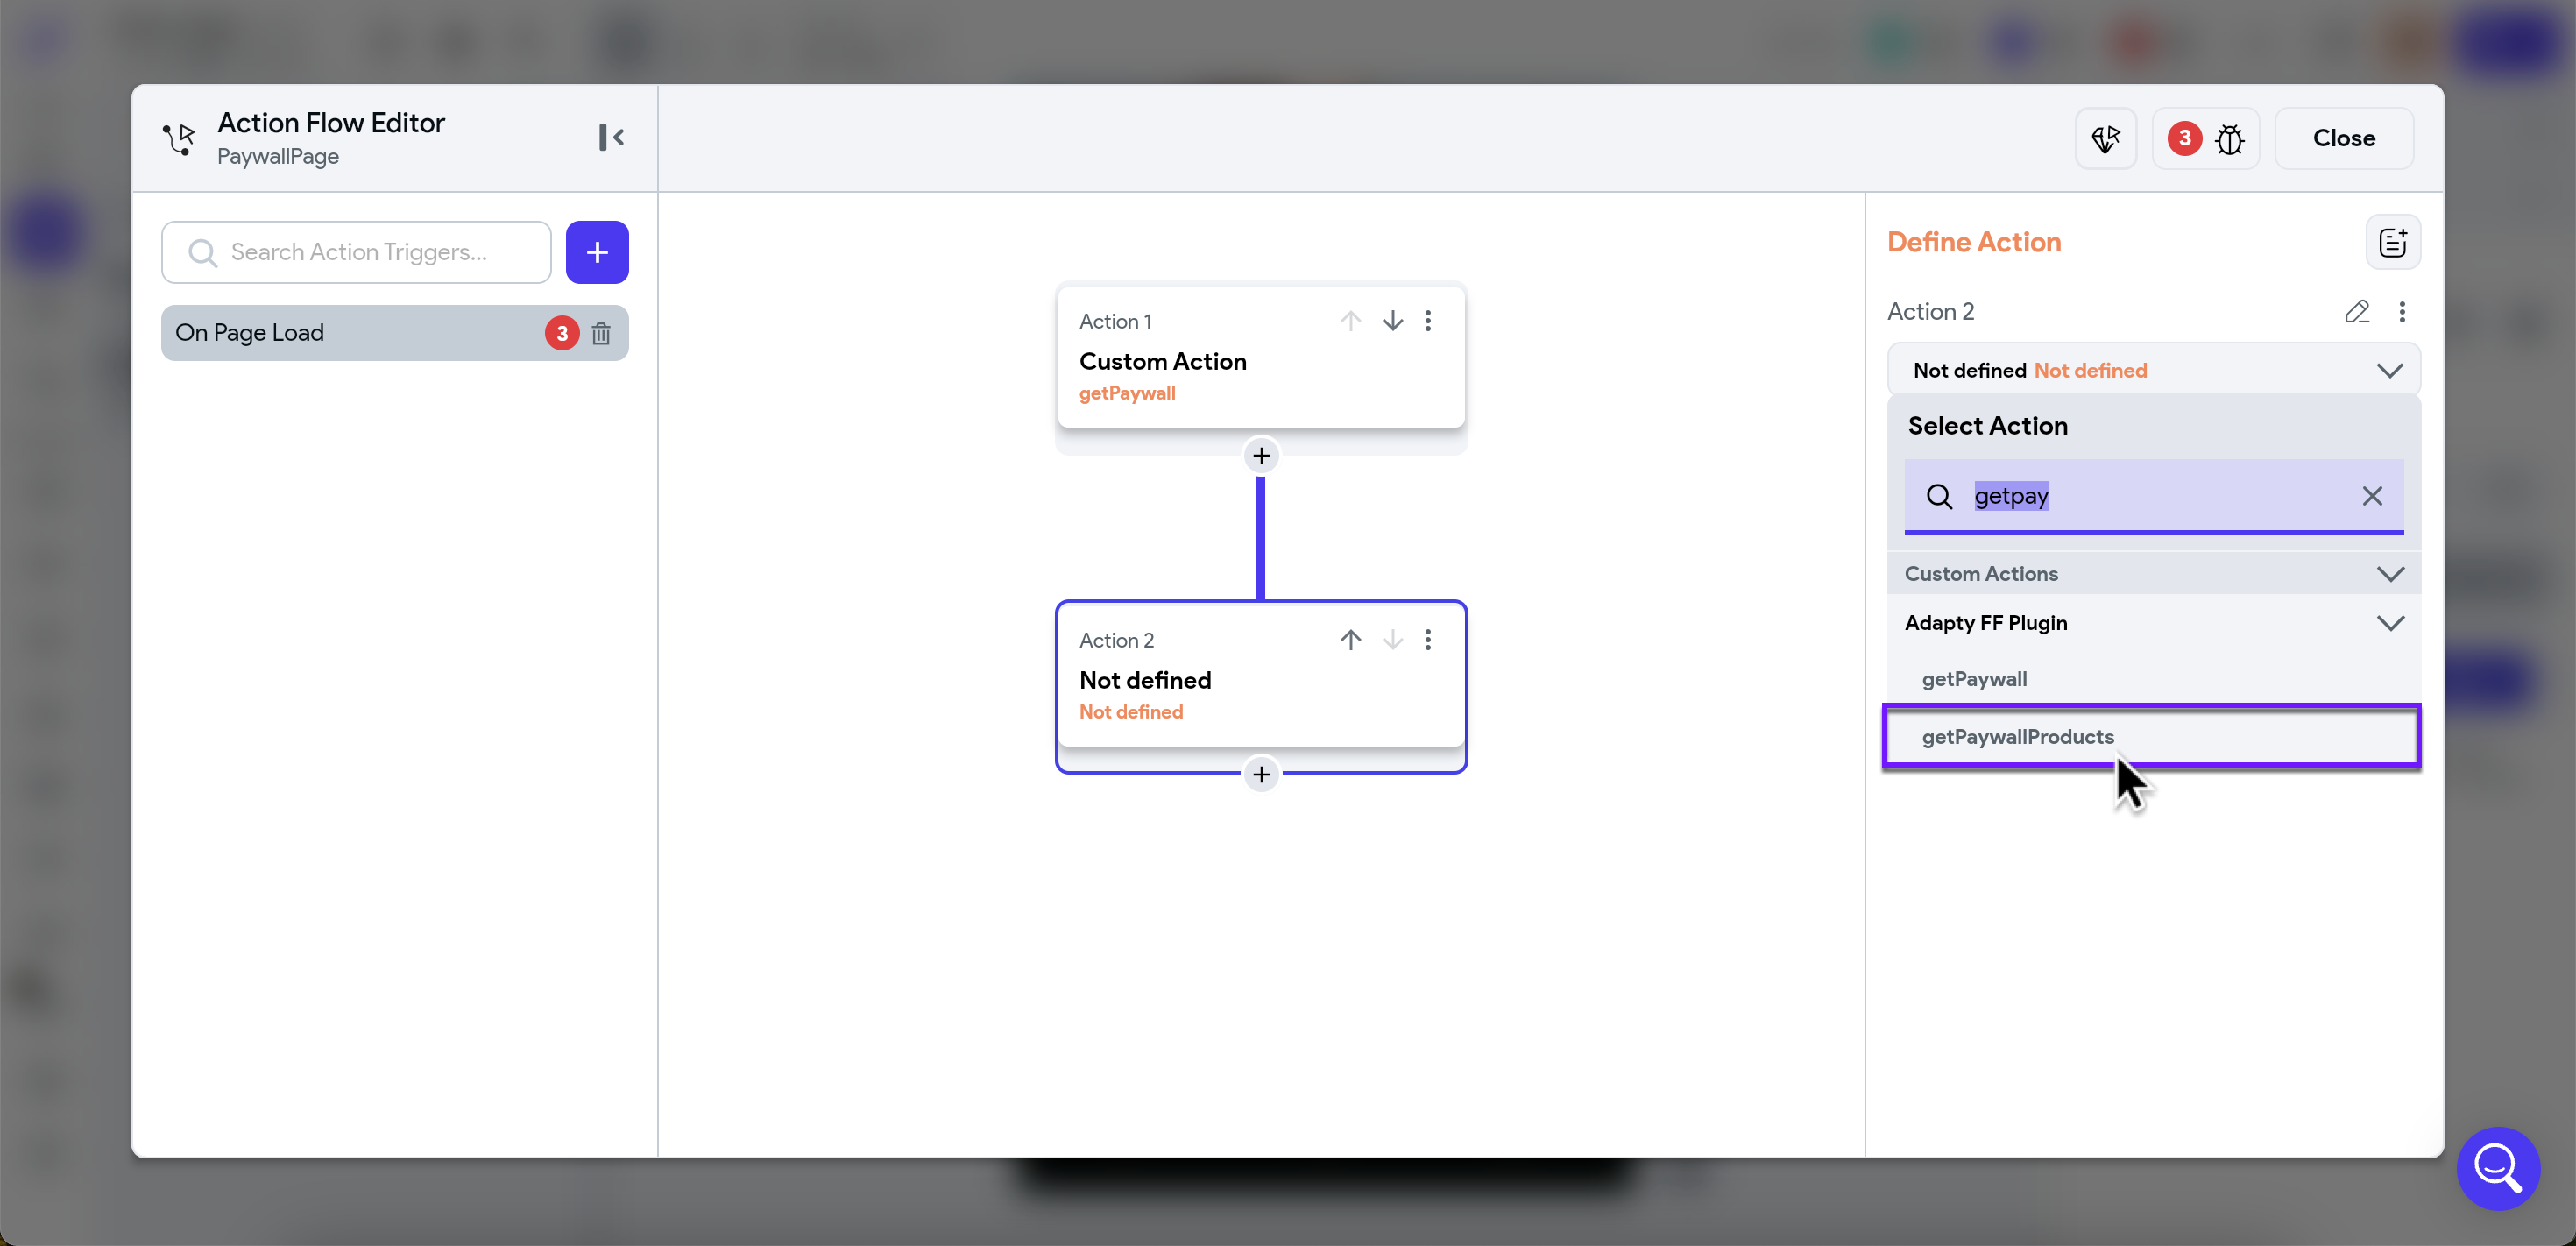 Action Flow Editor
PaywallPage
3
Close
Search Action Triggers...
On Page Load
3
Action 1
Custom Action
getPaywall
Action 2
Not defined
Not defined
Define Action
Action 2
Not defined Not defined
Select Action
getpay
Custom Actions
Adapty FF Plugin
getPaywall
getPaywallProducts